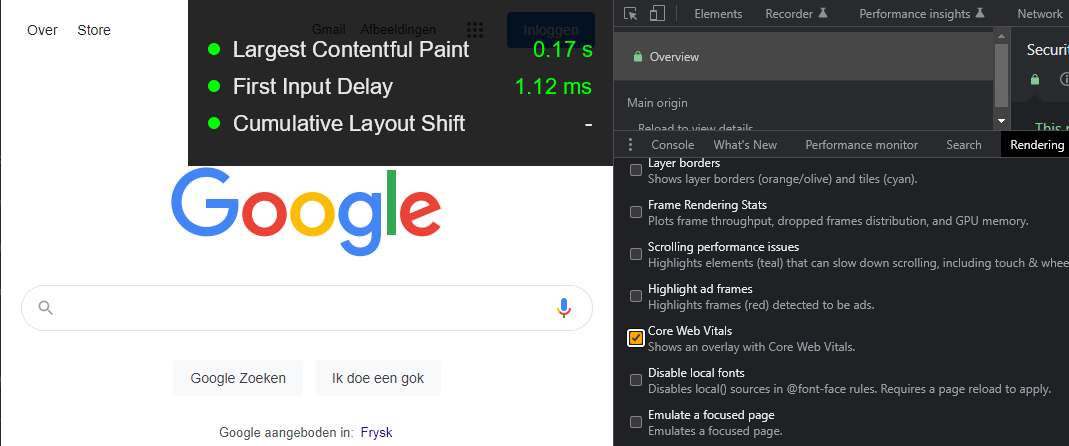 Over Store Gmail Afbeeldingen Inloggen
Largest Contentful Paint 0.17 s
First Input Delay 1.12 ms
Cumulative Layout Shift -
Google
Google Zoeken Ik doe een gok
Google aangeboden in: Frysk
Elements Recorder Performance insights Network
Overview
Main origin
Reload to view details
Securit
This
Console What's New Performance monitor Search Rendering
Layer borders
Shows layer borders (orange/olive) and tiles (cyan).
Frame Rendering Stats
Plots frame throughput, dropped frames distribution, and GPU memory.
Scrolling performance issues
Highlights elements (teal) that can slow down scrolling, including touch & whee
Highlight ad frames
Highlights frames (red) detected to be ads.
Core Web Vitals
Shows an overlay with Core Web Vitals.
Disable local fonts
Disables local() sources in @font-face rules. Requires a page reload to apply.
Emulate a focused page
Emulates a focused page.